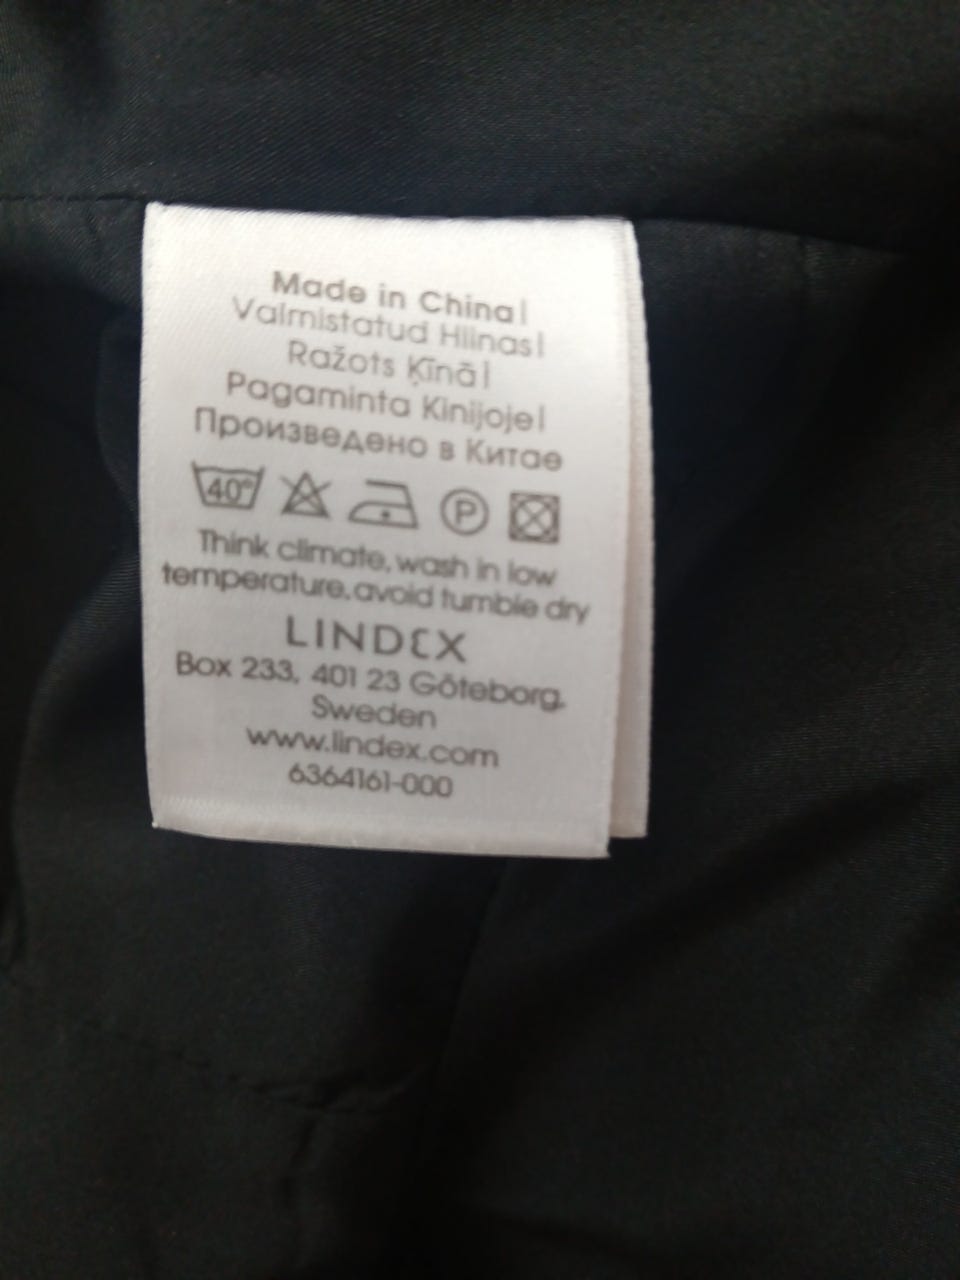 Made in China|
Valmistatud Hiinas|
Ražots Ķīnā|
Pagaminta Kinijoje|
Произведено в Китае
40° P
Think climate, wash in low
temperature, avoid tumble dry
LINDEX
Box 233, 401 23 Göteborg,
Sweden
www.lindex.com
6364161-000